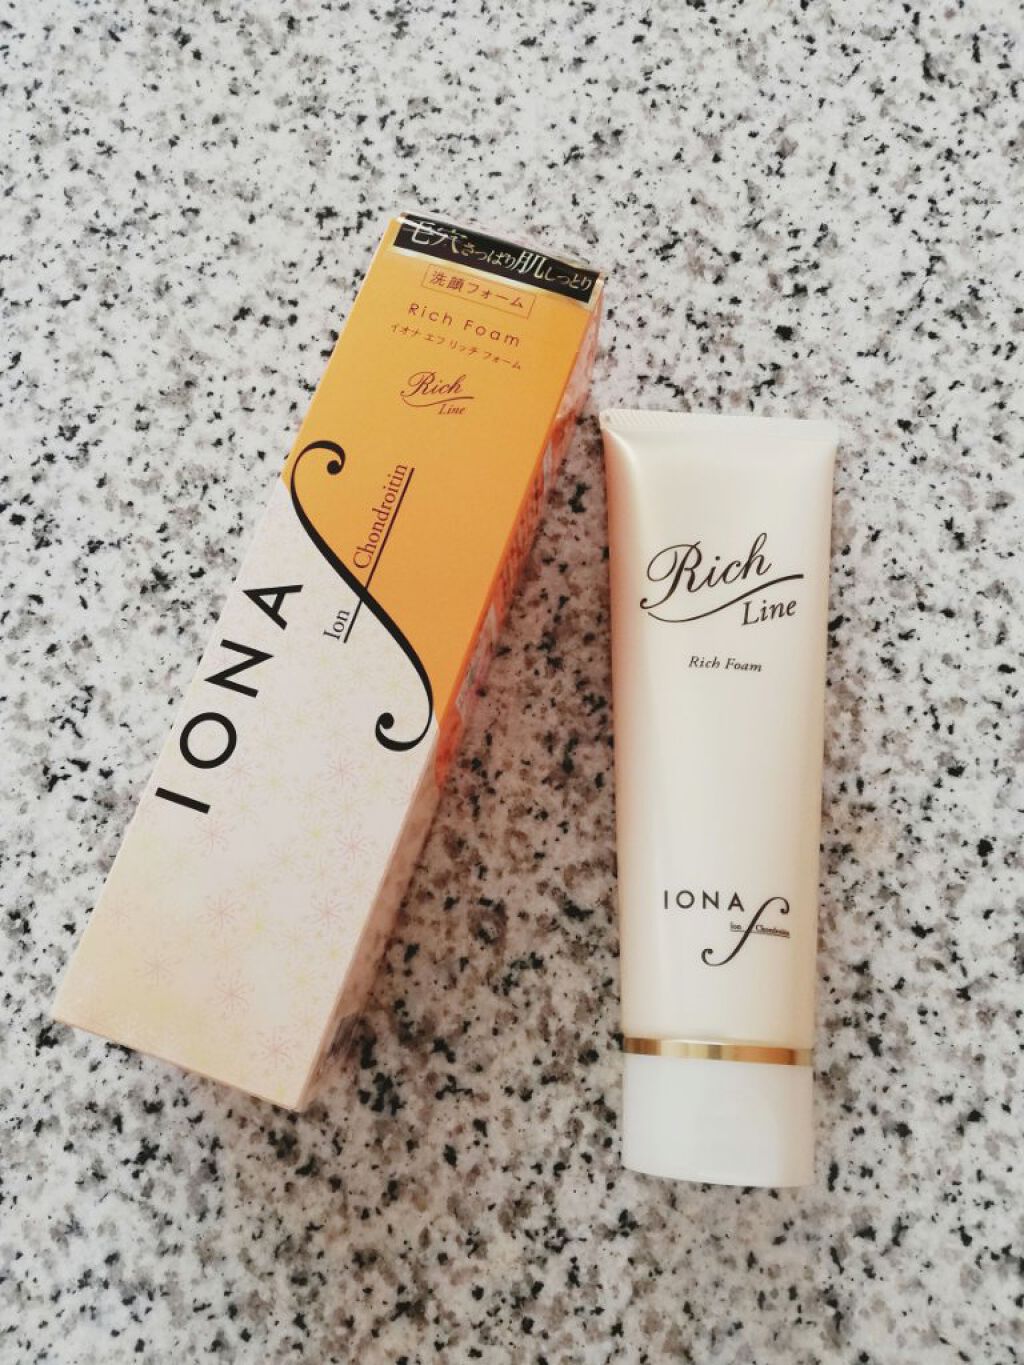 毛穴さっぱり肌しっとり
洗顔フォーム
Rich Foam
イオナ エフ リッチ フォーム
Rich
Line
Ion Chondroitin
IONA f
Rich
Line
Rich Foam
IONA f
Ion Chondroitin